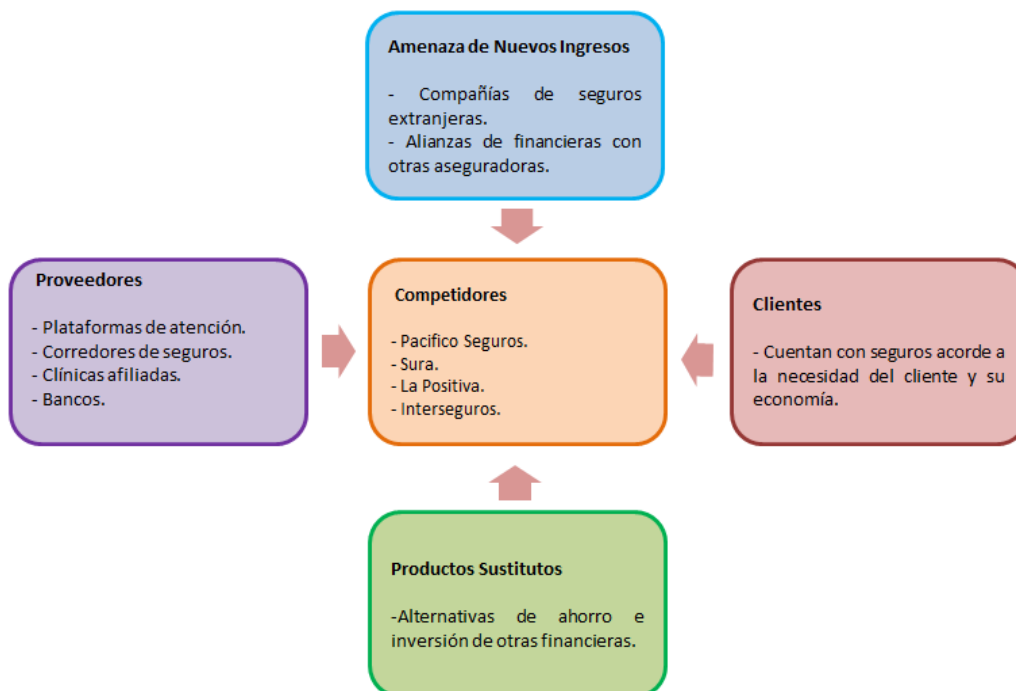 Amenaza de Nuevos Ingresos
- Compañías de seguros
extranjeras.
- Alianzas de financieras con
otras aseguradoras.
Proveedores
- Plataformas de atención.
- Corredores de seguros.
- Clínicas afiliadas.
- Bancos.
Competidores
- Pacifico Seguros.
- Sura.
- La Positiva.
- Interseguros.
Clientes
- Cuentan con seguros acorde a
la necesidad del cliente y su
economía.
Productos Sustitutos
-Alternativas de ahorro e
inversión de otras financieras.